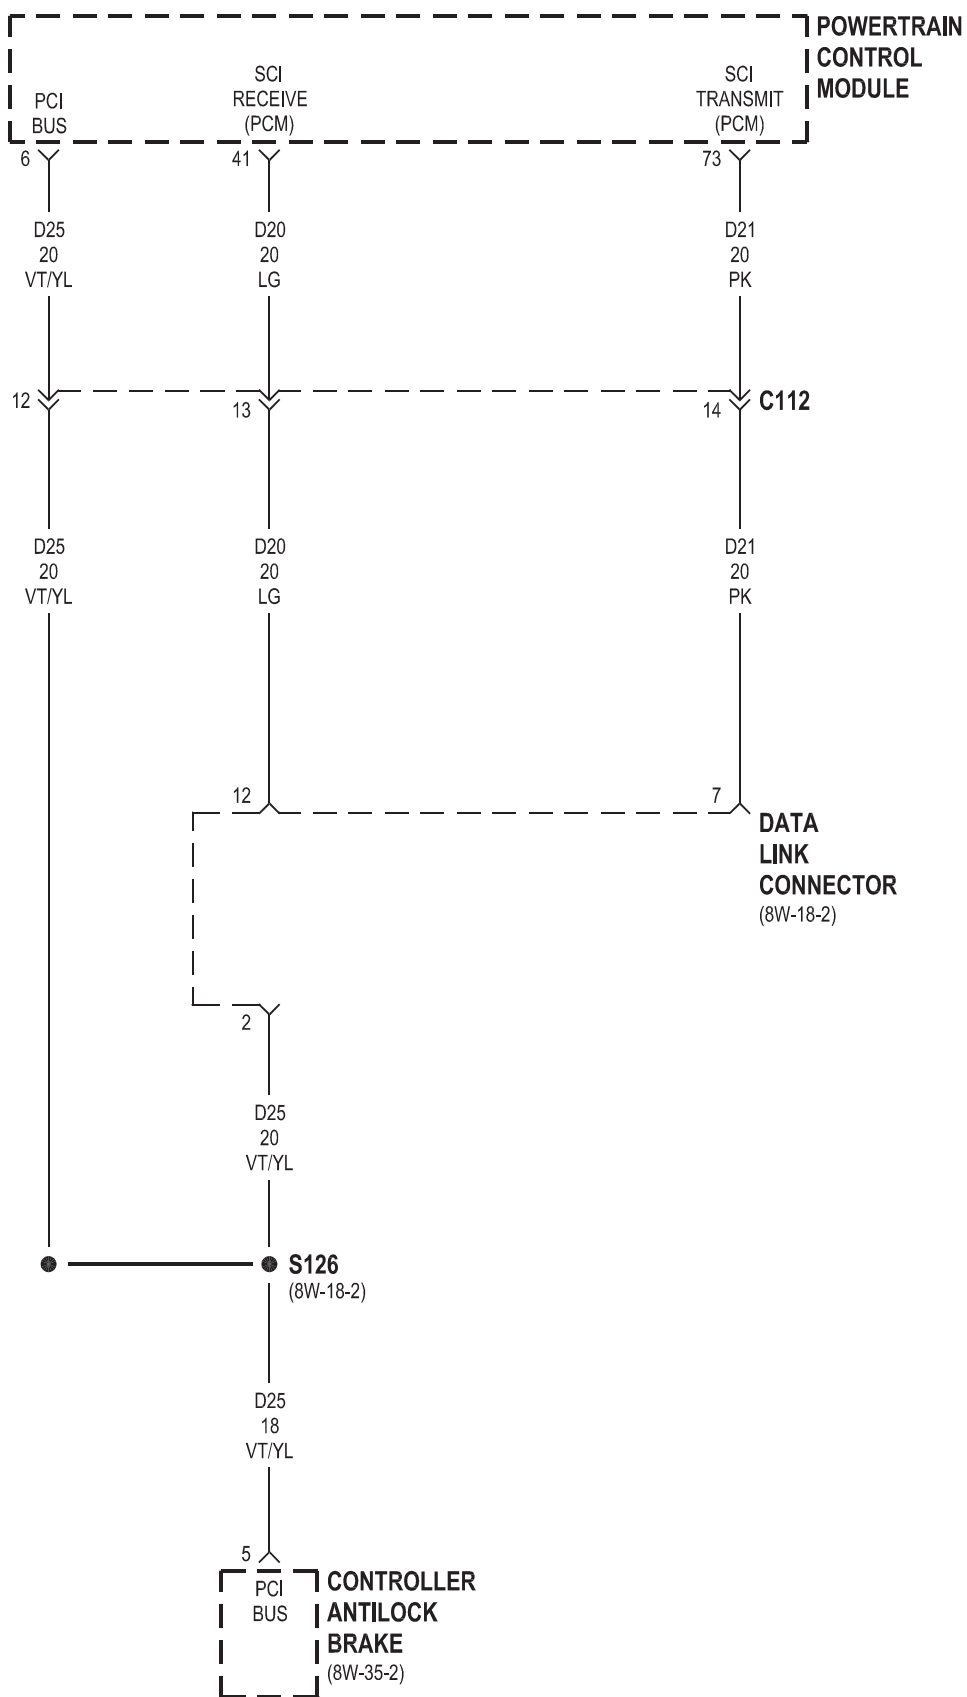 POWERTRAIN
CONTROL
MODULE
PCI
BUS
SCI
RECEIVE
(PCM)
SCI
TRANSMIT
(PCM)
6
41
73
D25
20
VT/YL
D20
20
LG
D21
20
PK
12
13
14
C112
D25
20
VT/YL
D20
20
LG
D21
20
PK
12
7
DATA
LINK
CONNECTOR
(8W-18-2)
2
D25
20
VT/YL
S126
(8W-18-2)
D25
18
VT/YL
5
PCI
BUS
CONTROLLER
ANTILOCK
BRAKE
(8W-35-2)